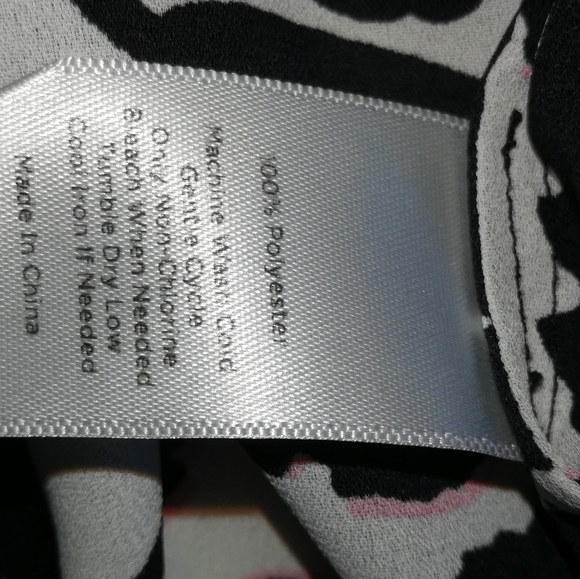 100% Polyester
Machine Wash Cold
Gentle Cycle
Only Non-Chlorine
Bleach When Needed
Tumble Dry Low
Cool Iron If Needed
Made In China